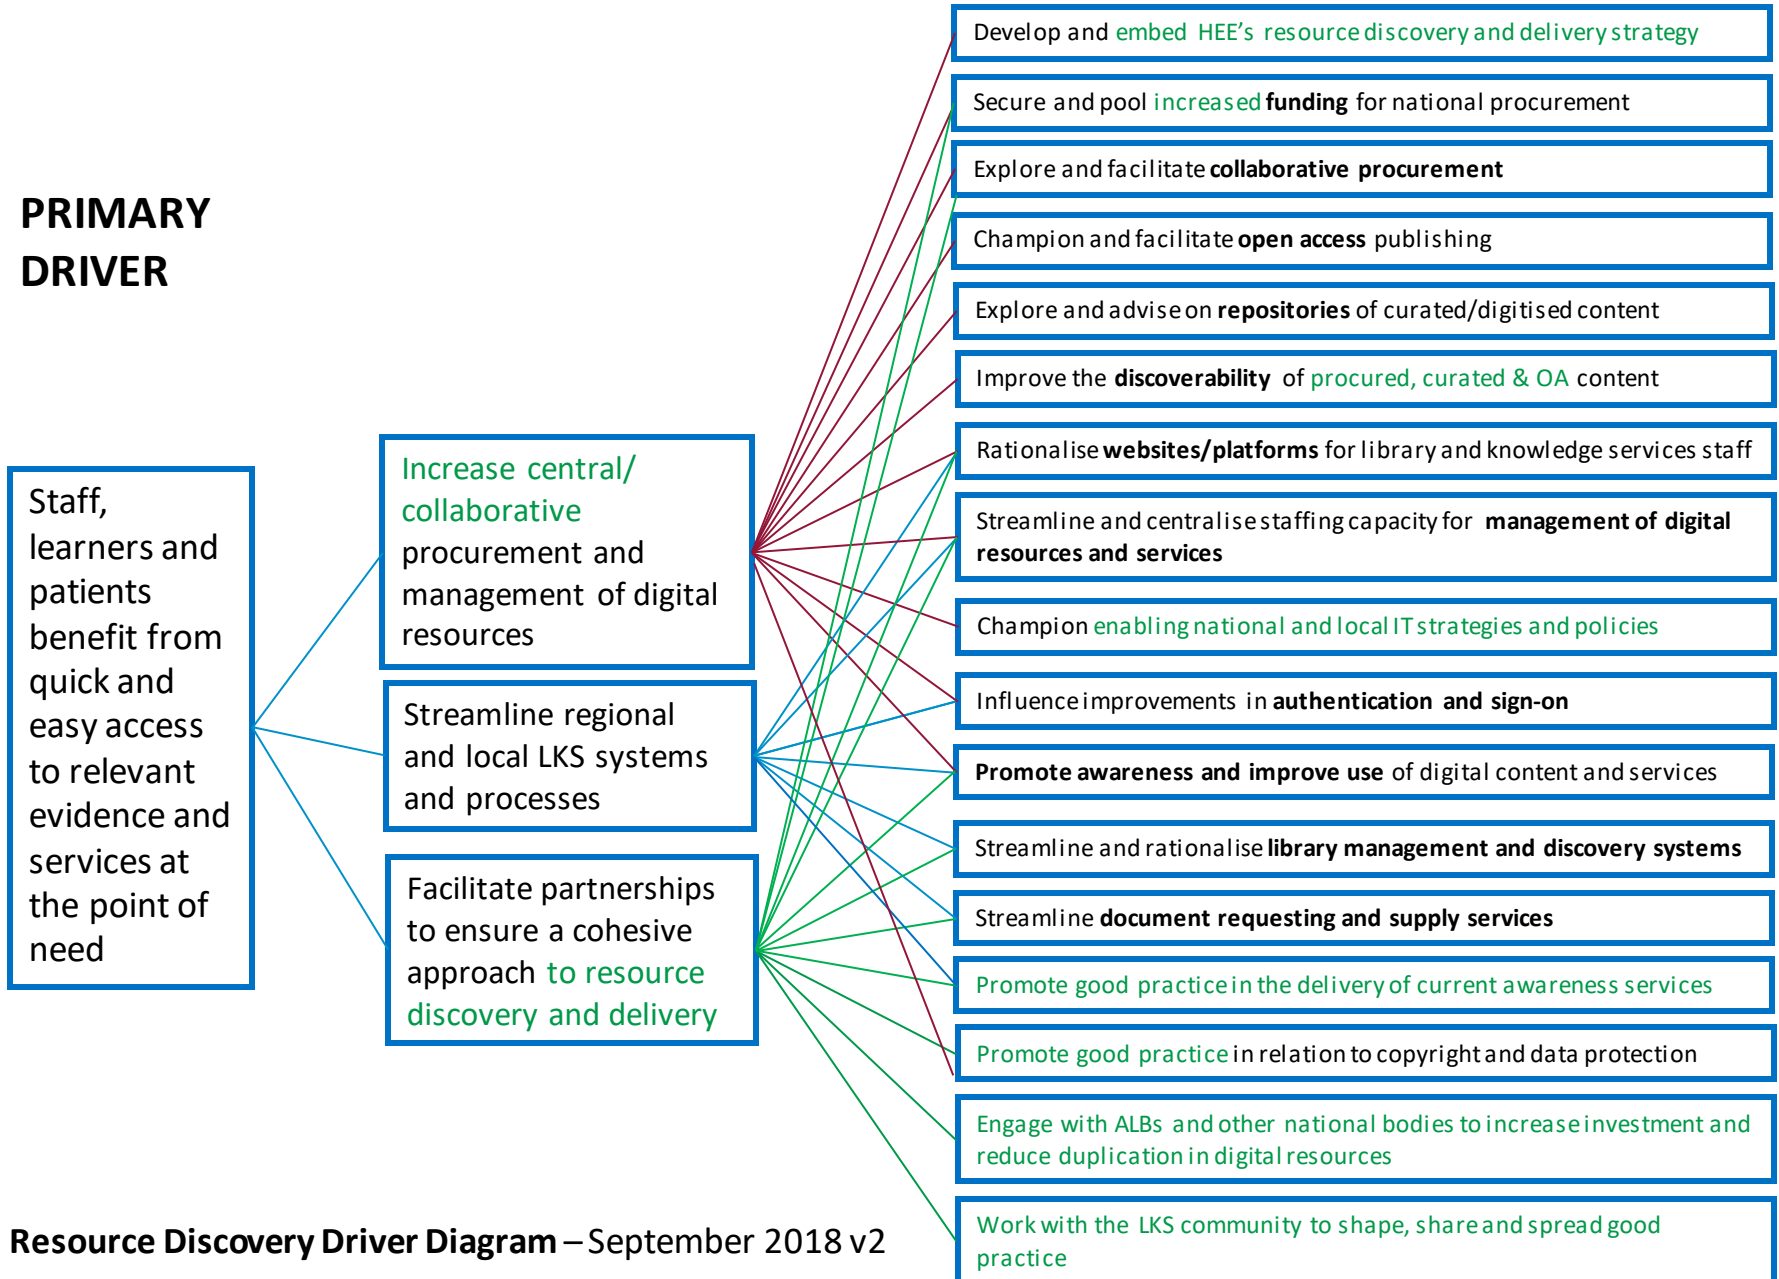 PRIMARY
DRIVER
Staff,
learners and
patients
benefit from
quick and
easy access
to relevant
evidence and
services at
the point of
need
Increase central/
collaborative
procurement and
management of digital
resources
Streamline regional
and local LKS systems
and processes
Facilitate partnerships
to ensure a cohesive
approach to resource
discovery and delivery
Develop and embed HEE's resource discovery and delivery strategy
Secure and pool increased funding for national procurement
Explore and facilitate collaborative procurement
Champion and facilitate open access publishing
Explore and advise on repositories of curated/digitised content
Improve the discoverability of procured, curated & OA content
Rationalise websites/platforms for library and knowledge services staff
Streamline and centralise staffing capacity for management of digital
resources and services
Champion enabling national and local IT strategies and policies
Influence improvements in authentication and sign-on
Promote awareness and improve use of digital content and services
Streamline and rationalise library management and discovery systems
Streamline document requesting and supply services
Promote good practice in the delivery of current awareness services
Promote good practice in relation to copyright and data protection
Engage with ALBs and other national bodies to increase investment and
reduce duplication in digital resources
Work with the LKS community to shape, share and spread good
practice
Resource Discovery Driver Diagram – September 2018 v2